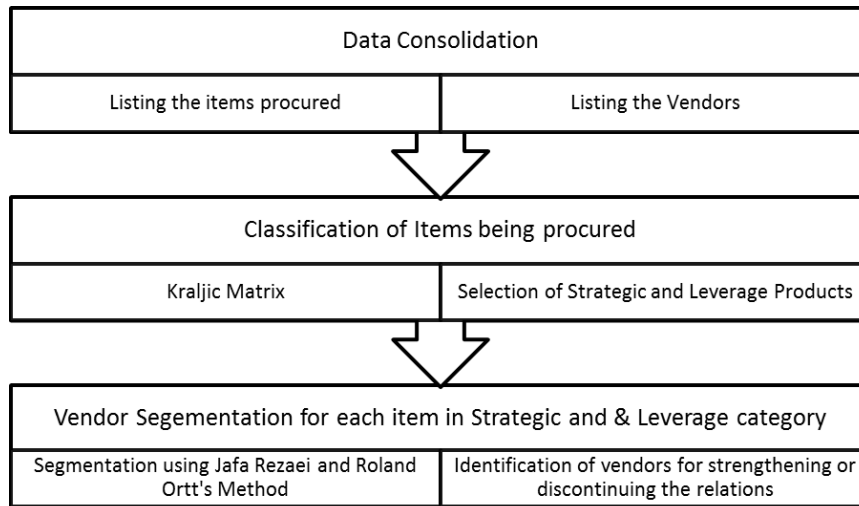 Data Consolidation
Listing the items procured
Listing the Vendors
Classification of Items being procured
Kraljic Matrix
Selection of Strategic and Leverage Products
Vendor Segementation for each item in Strategic and & Leverage category
Segmentation using Jafa Rezaei and Roland
Ortt's Method
Identification of vendors for strengthening or
discontinuing the relations